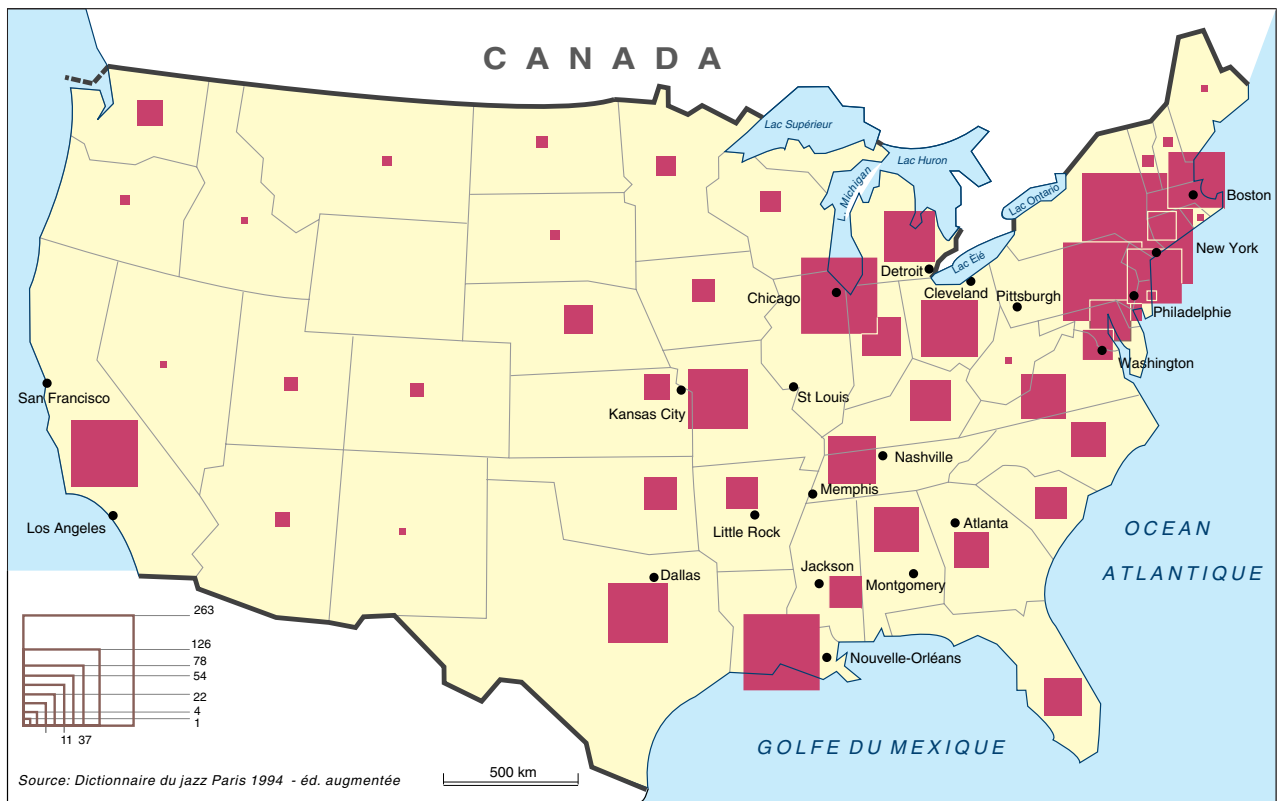 CANADA
Lac Supérieur
Lac Huron
L. Michigan
Lac Ontario
Lac Éié
Boston
New York
Detroit
Cleveland
Pittsburgh
Chicago
Philadelphie
Washington
San Francisco
Kansas City
St Louis
Nashville
Memphis
Los Angeles
Little Rock
Atlanta
OCEAN
ATLANTIQUE
Dallas
Jackson
Montgomery
Nouvelle-Orléans
GOLFE DU MEXIQUE
263
126
78
54
22
4
1
11 37
500 km
Source: Dictionnaire du jazz Paris 1994 - éd. augmentée